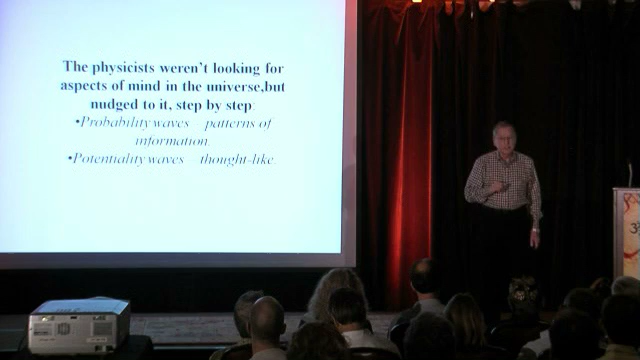 The physicists weren't looking for
aspects of mind in the universe,but
nudged to it, step by step:
•Probability waves patterns of
information.
•Potentiality waves thought-like.